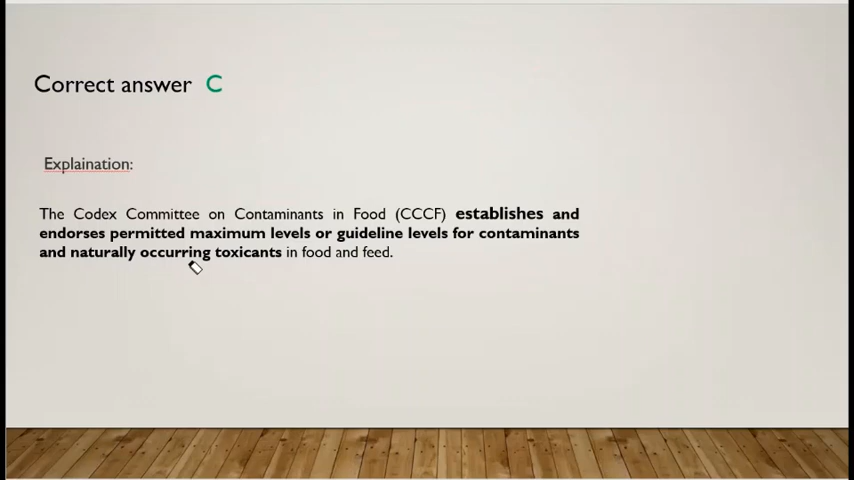 Correct answer C
Explaination:
The Codex Committee on Contaminants in Food (CCCF) establishes and
endorses permitted maximum levels or guideline levels for contaminants
and naturally occurring toxicants in food and feed.